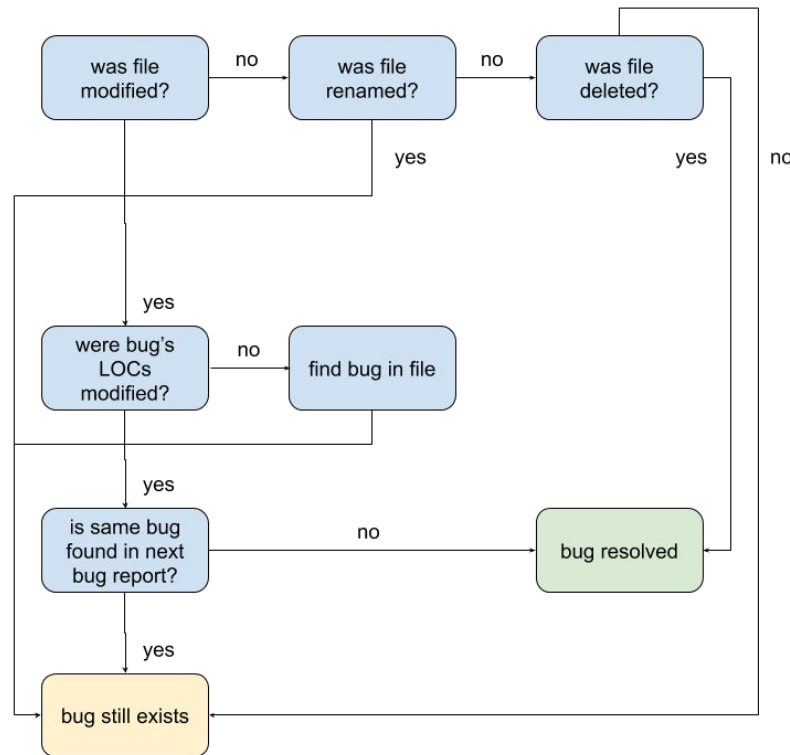 was file
modified?
no
was file
renamed?
no
was file
deleted?
yes
yes
no
yes
were bug's
LOCs
modified?
no
find bug in file
yes
is same bug
found in next
bug report?
no
bug resolved
yes
bug still exists